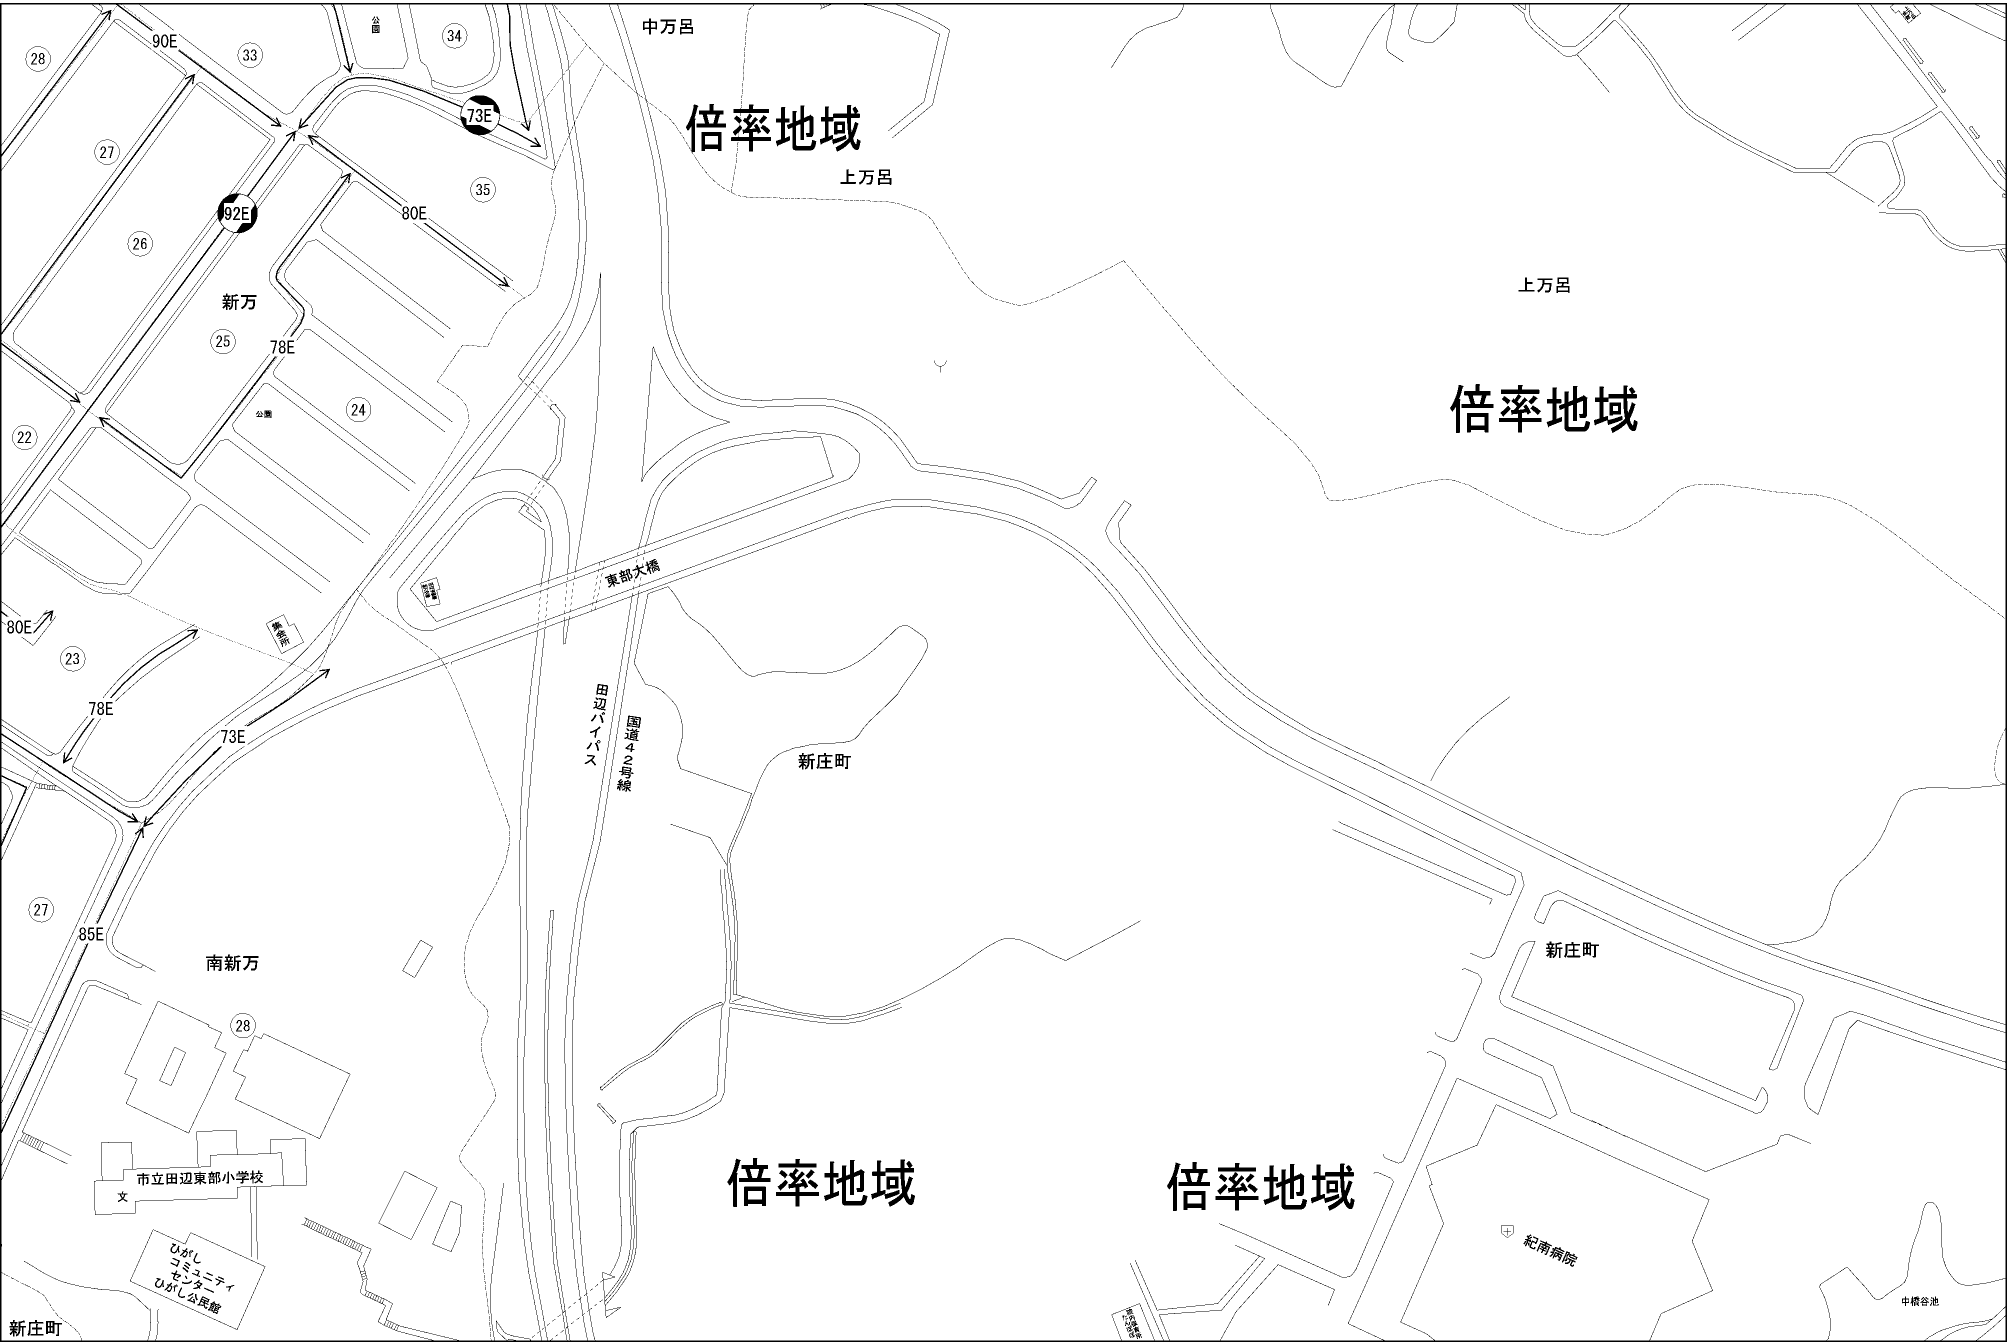 中万呂
公園
34
33
90E
28
73E
倍率地域
27
上万呂
35
92E
80E
26
上万呂
新万
25
78E
倍率地域
24
公園
22
東部大橋
集会所
80E
23
78E
73E
田辺バイパス
国道42号線
新庄町
27
85E
南新万
新庄町
28
市立田辺東部小学校
文
倍率地域
倍率地域
紀南病院
ひがし
コミュニティ
センター
ひがし公民館
中橋谷池
新庄町